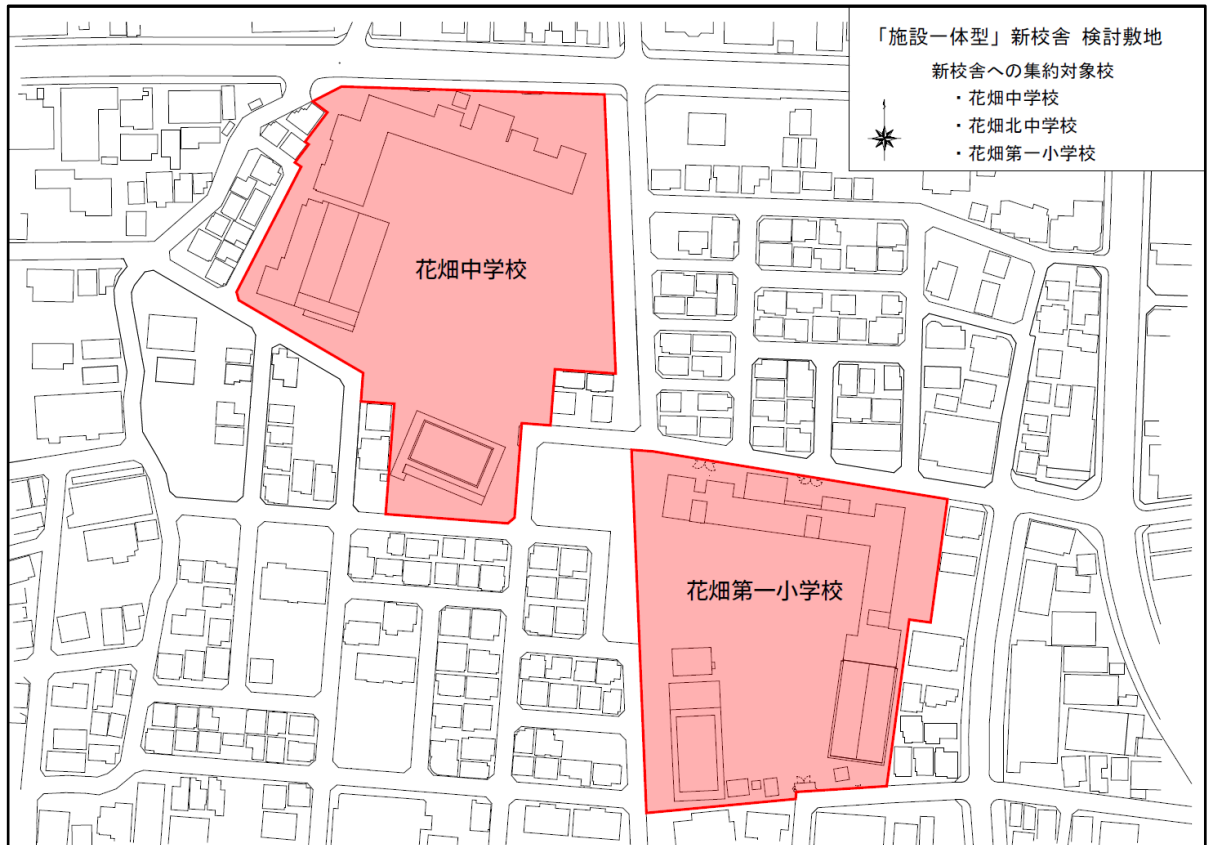 「施設一体型」新校舎 検討敷地
新校舎への集約対象校
・花畑中学校
・花畑北中学校
・花畑第一小学校
花畑中学校
花畑第一小学校